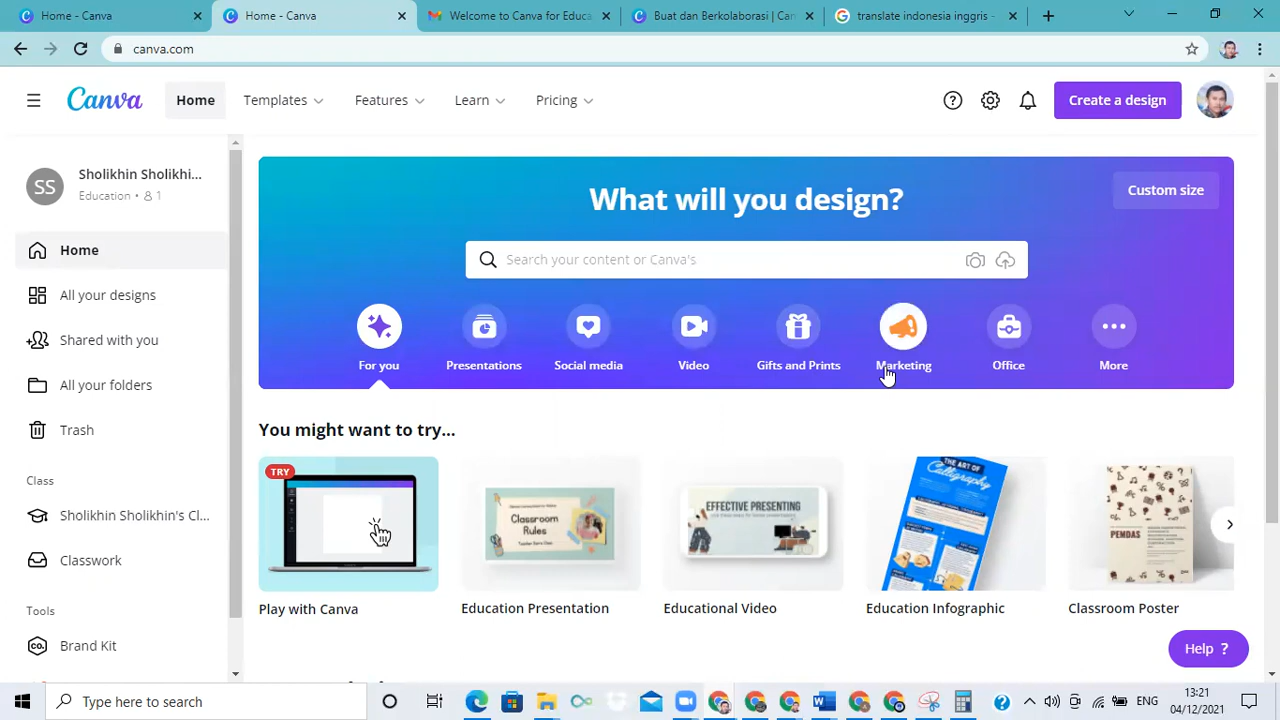 Home - Canva
Home - Canva
Welcome to Canva for Educa
Buat dan Berkolaborasi | Can
translate indonesia inggris -
canva.com
Canva
Home
Templates
Features
Learn
Pricing
Create a design
SS
Sholikhin Sholikhi...
Education • 1
Home
All your designs
Shared with you
All your folders
Trash
Class
Sholikhin Sholikhin's Cl...
Classwork
Tools
Brand Kit
What will you design?
Custom size
Search your content or Canva's
For you
Presentations
Social media
Video
Gifts and Prints
Marketing
Office
More
You might want to try...
TRY
Classroom
Rules
EFFECTIVE PRESENTING
THE ART OF
Calligraphy
PEMDAS
Play with Canva
Education Presentation
Educational Video
Education Infographic
Classroom Poster
Help ?
Type here to search
ENG
13:21
04/12/2021